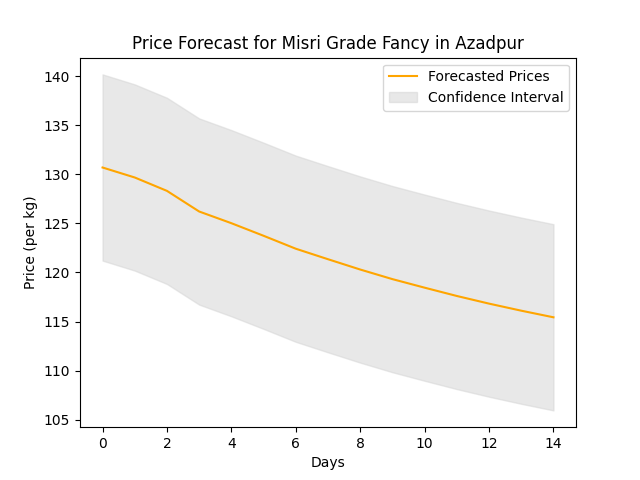 Price Forecast for Misri Grade Fancy in Azadpur
Forecasted Prices
Confidence Interval
Price (per kg)
140
135
130
125
120
115
110
105
0 2 4 6 8 10 12 14
Days